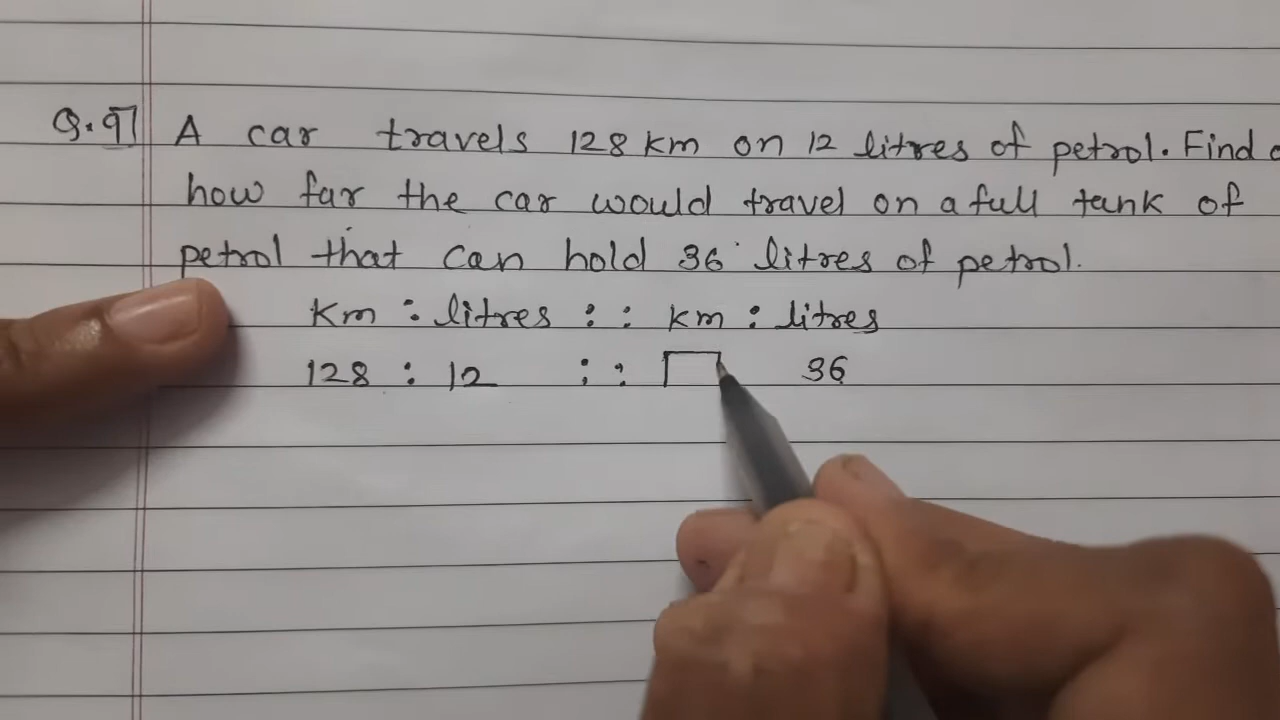 Q.9 A car travels 128 km on 12 litres of petrol. Find
how far the car would travel on a full tank of
petrol that can hold 36 litres of petrol.
km : litres :: km : litres
128 : 12 :: 36